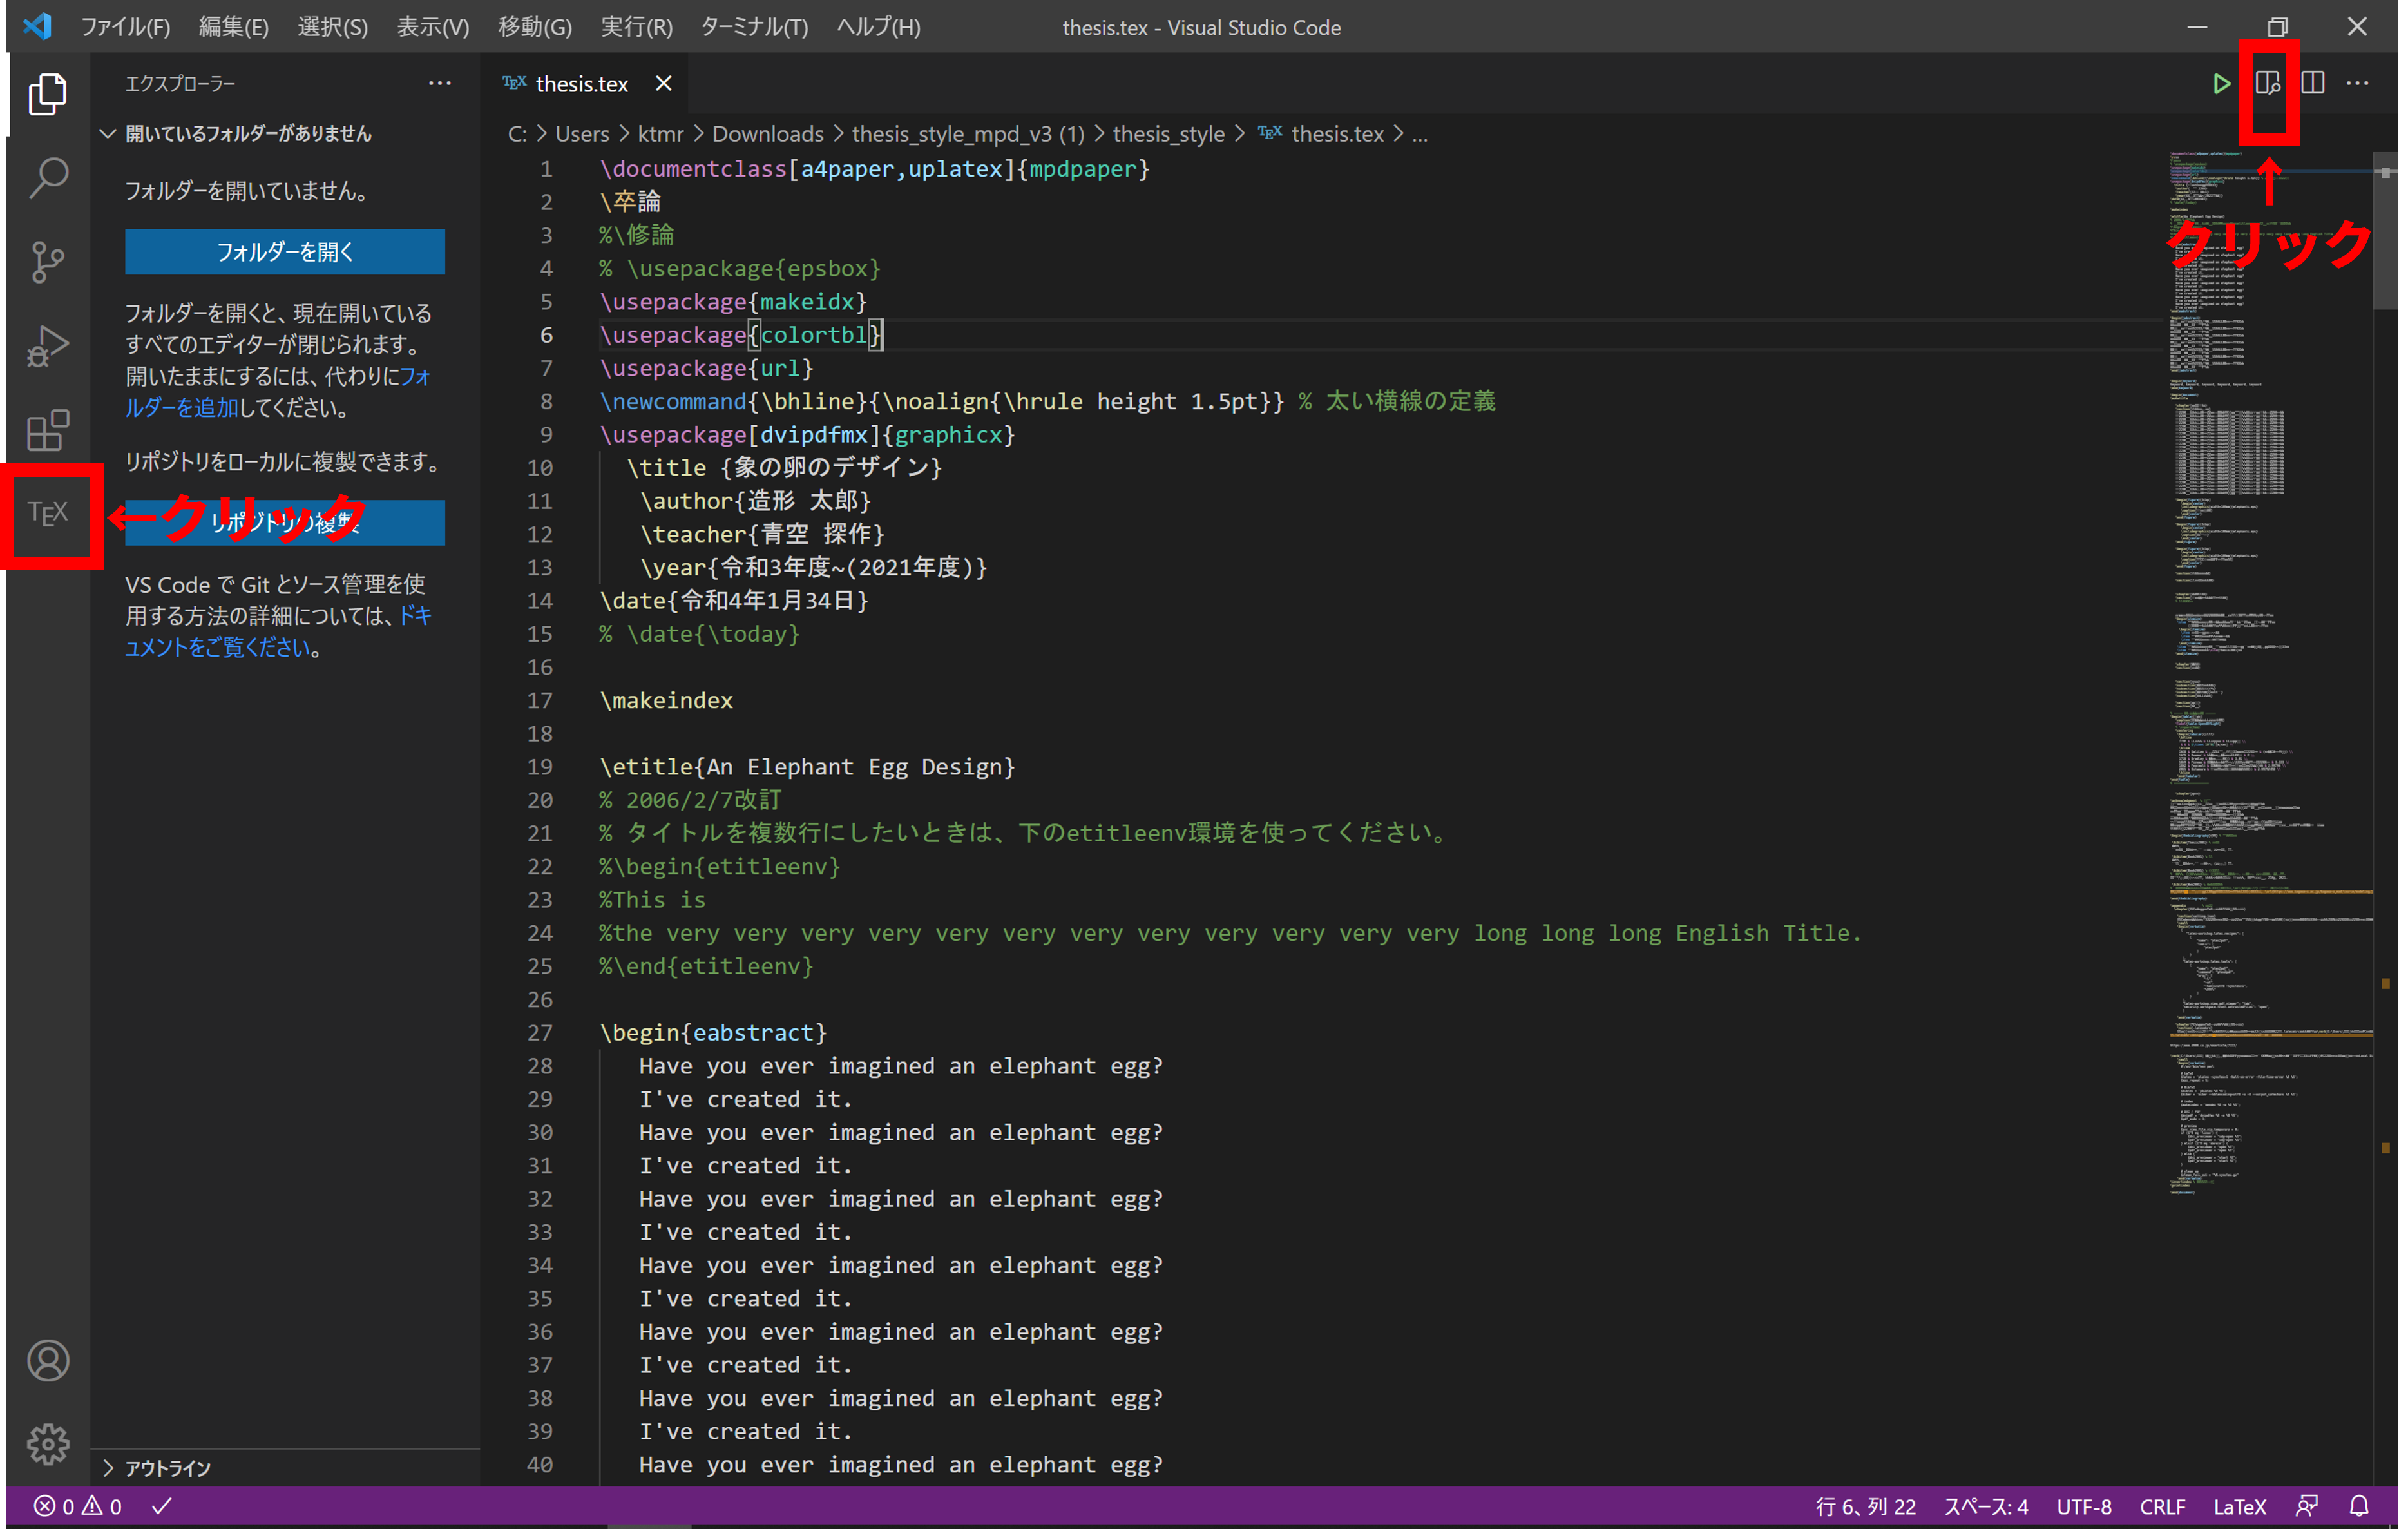 ファイル(F) 編集(E) 選択(S) 表示(V) 移動(G) 実行(R) ターミナル(T) ヘルプ(H) thesis.tex - Visual Studio Code
エクスプローラー
開いているフォルダーがありません
フォルダーを開いていません。
フォルダーを開く
フォルダーを開くと、現在開いている
すべてのエディターが閉じられます。
開いたままにするには、代わりにフォ
ルダーを追加してください。
リポジトリをローカルに複製できます。
リポジトリの複製
VS Code で Git とソース管理を使
用する方法の詳細については、ドキ
ュメントをご覧ください。
アウトライン
TEX
←クリック
TEX thesis.tex
C: > Users > ktmr > Downloads > thesis_style_mpd_v3 (1) > thesis_style > TEX thesis.tex > ...
1 \documentclass[a4paper,uplatex]{mpdpaper}
2 \卒論
3 %\修論
4 % \usepackage{epsbox}
5 \usepackage{makeidx}
6 \usepackage{colortbl}
7 \usepackage{url}
8 \newcommand{\bhline}{\noalign{\hrule height 1.5pt}} % 太い横線の定義
9 \usepackage[dvipdfmx]{graphicx}
10 \title {象の卵のデザイン}
11 \author{造形 太郎}
12 \teacher{青空 探作}
13 \year{令和3年度~(2021年度)}
14 \date{令和4年1月34日}
15 % \date{\today}
16
17 \makeindex
18
19 \etitle{An Elephant Egg Design}
20 % 2006/2/7改訂
21 % タイトルを複数行にしたいときは、下のetitleenv環境を使ってください。
22 %\begin{etitleenv}
23 %This is
24 %the very very very very very very very very very very very very long long long English Title.
25 %\end{etitleenv}
26
27 \begin{eabstract}
28 Have you ever imagined an elephant egg?
29 I've created it.
30 Have you ever imagined an elephant egg?
31 I've created it.
32 Have you ever imagined an elephant egg?
33 I've created it.
34 Have you ever imagined an elephant egg?
35 I've created it.
36 Have you ever imagined an elephant egg?
37 I've created it.
38 Have you ever imagined an elephant egg?
39 I've created it.
40 Have you ever imagined an elephant egg?
↑
クリック
0 0 行 6、列 22 スペース: 4 UTF-8 CRLF LaTeX